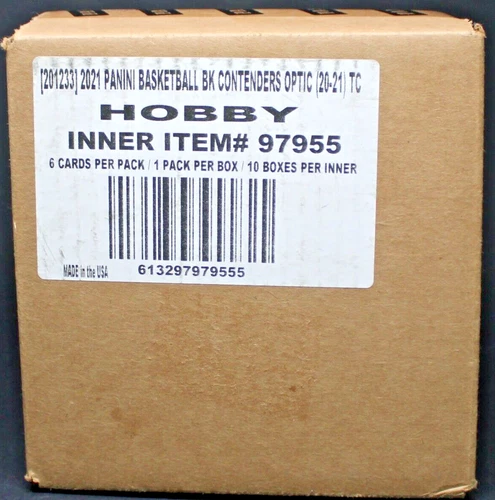 [201233] 2021 PANINI BASKETBALL BK CONTENDERS OPTIC (20-21) TC
HOBBY
INNER ITEM# 97955
6 CARDS PER PACK / 1 PACK PER BOX / 10 BOXES PER INNER
MADE in the USA
613297979555